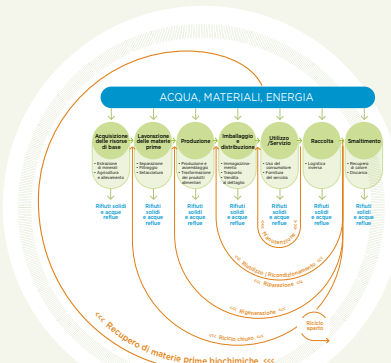 ACQUA, MATERIALI, ENERGIA
Acquisizione
delle risorse
di base
• Estrazione
di minerali
• Agricoltura
e allevamento
Rifiuti solidi
e acque
reflue
Lavorazione
delle materie
prime
• Separazione
• Filtraggio
• Setacciatura
Rifiuti
solidi
e acque
reflue
Produzione
• Produzione e
assemblaggio
• Trasformazione
dei prodotti
alimentari
Rifiuti
solidi
e acque
reflue
Imballaggio
e
distribuzione
• Immagazzina-
mento
• Trasporto
• Vendita
al dettaglio
Rifiuti
solidi
e acque
reflue
Utilizzo
/Servizio
• Uso del
consumatore
• Fornitura
del servizio
Rifiuti
solidi
e acque
reflue
Raccolta
• Logistica
inversa
Rifiuti
solidi
e acque
reflue
Smaltimento
• Recupero
di calore
• Discarica
Rifiuti
solidi
e acque
reflue
<<< Manutenzione <<<
<<< Riutilizzo / Ricondizionamento <<<
<<< Riparazione <<<
<<< Rigenerazione <<<
<<< Riciclo chiuso <<<
Riciclo
aperto
<<< Recupero di materie Prime biochimiche <<<